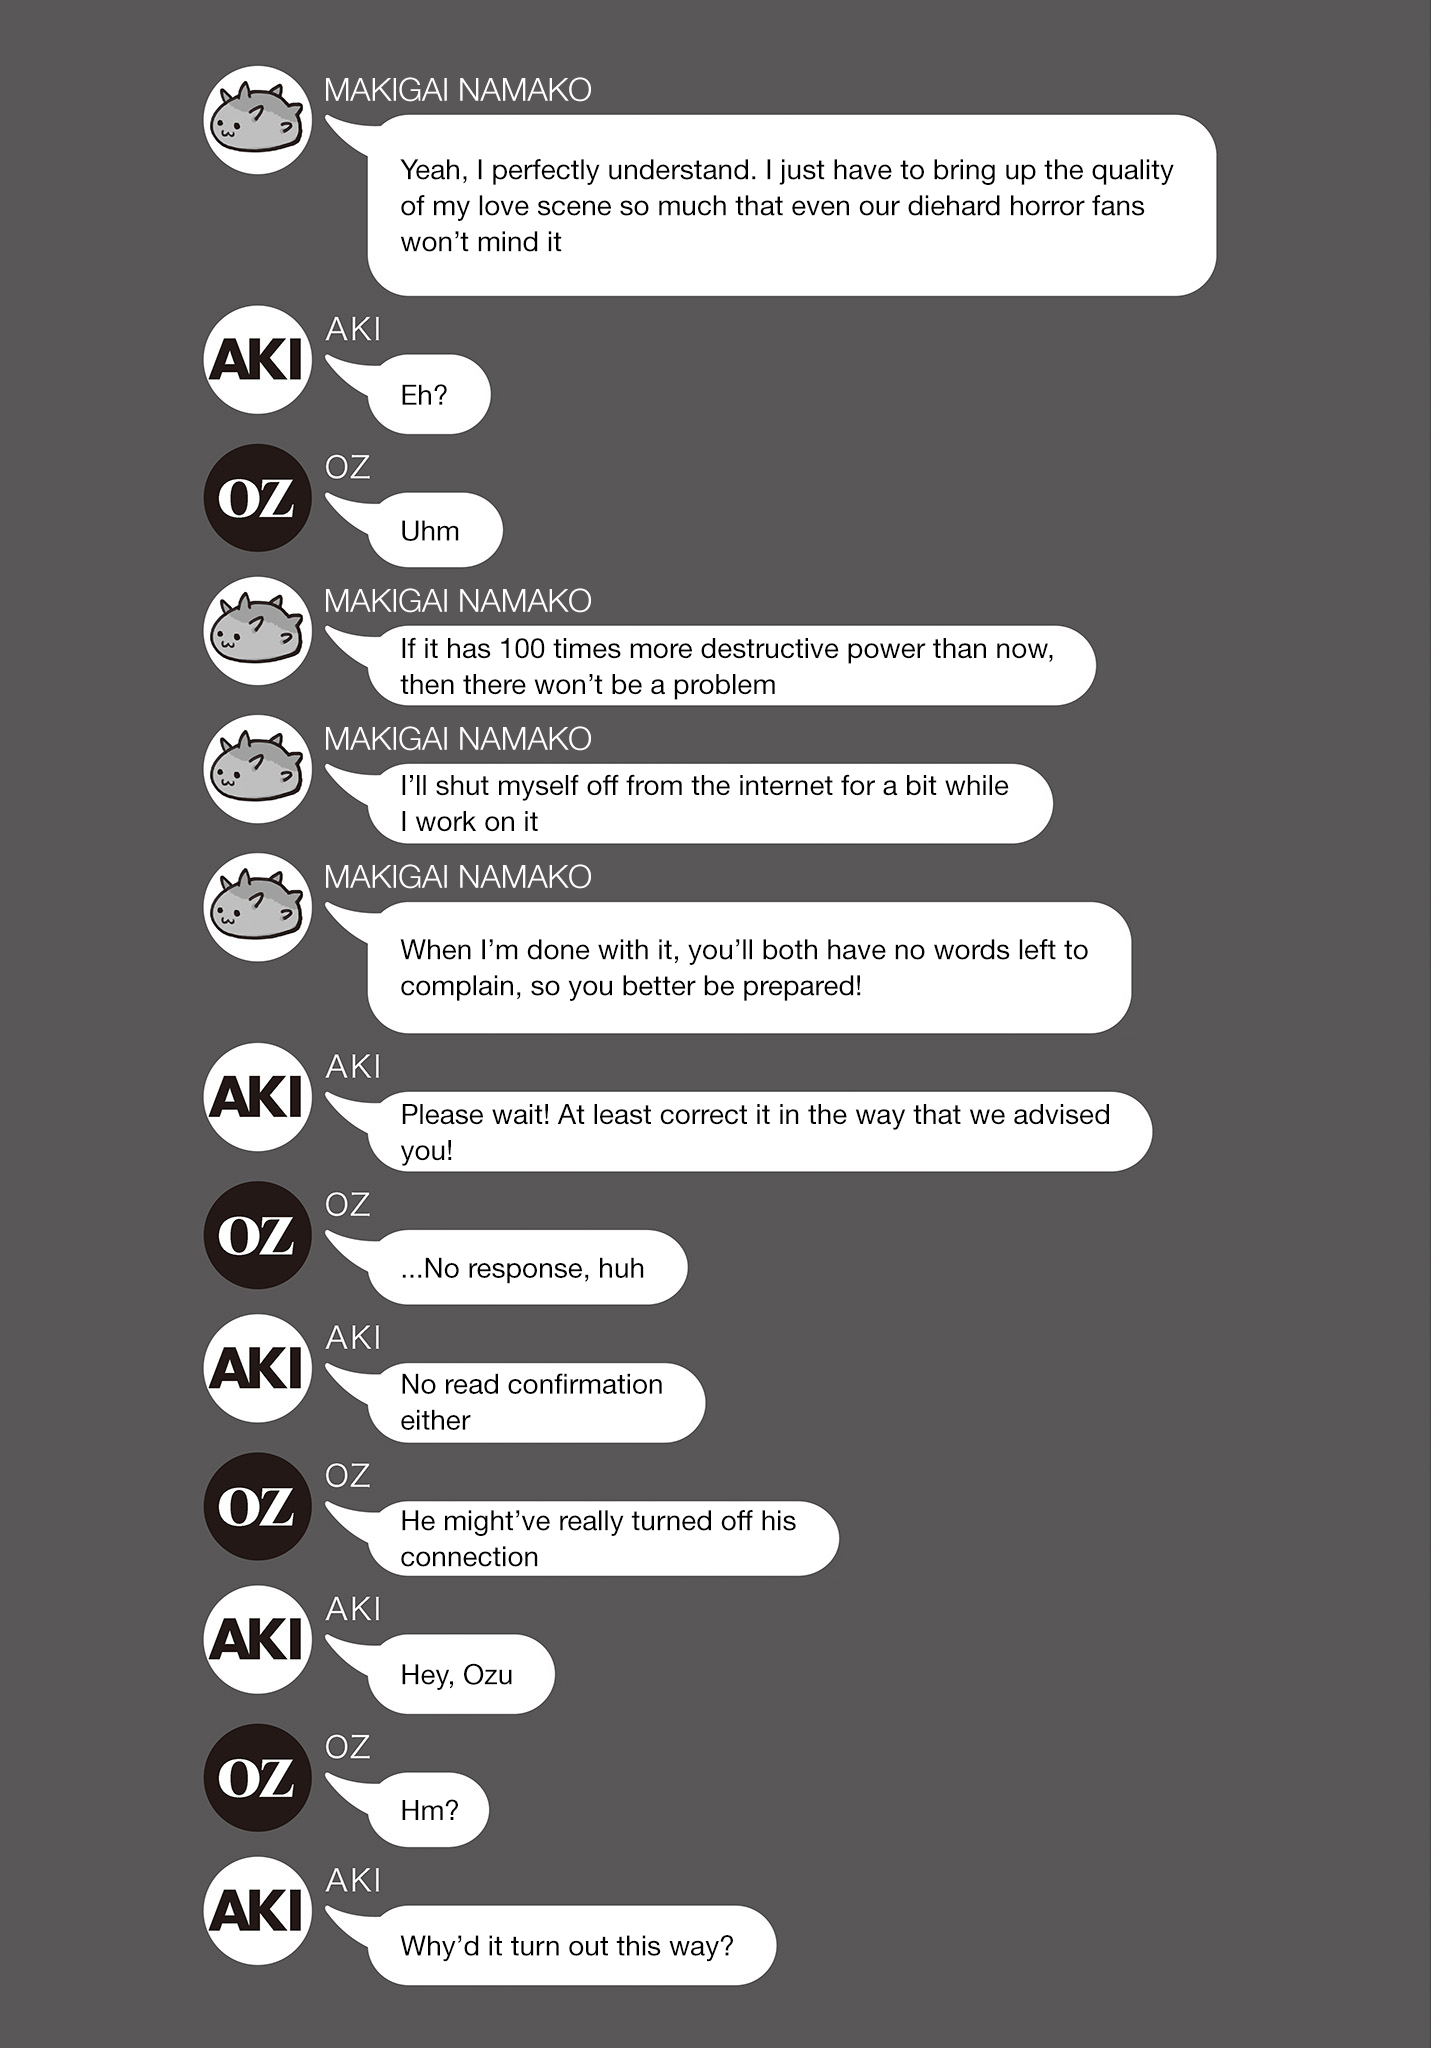 MAKIGAI NAMAKO
Yeah, I perfectly understand. I just have to bring up the quality
of my love scene so much that even our diehard horror fans
won’t mind it
AKI
AKI
Eh?
OZ
OZ
Uhm
MAKIGAI NAMAKO
If it has 100 times more destructive power than now,
then there won’t be a problem
MAKIGAI NAMAKO
I’ll shut myself off from the internet for a bit while
I work on it
MAKIGAI NAMAKO
When I’m done with it, you’ll both have no words left to
complain, so you better be prepared!
AKI
AKI
Please wait! At least correct it in the way that we advised
you!
OZ
OZ
...No response, huh
AKI
AKI
No read confirmation
either
OZ
OZ
He might’ve really turned off his
connection
AKI
AKI
Hey, Ozu
OZ
OZ
Hm?
AKI
AKI
Why’d it turn out this way?